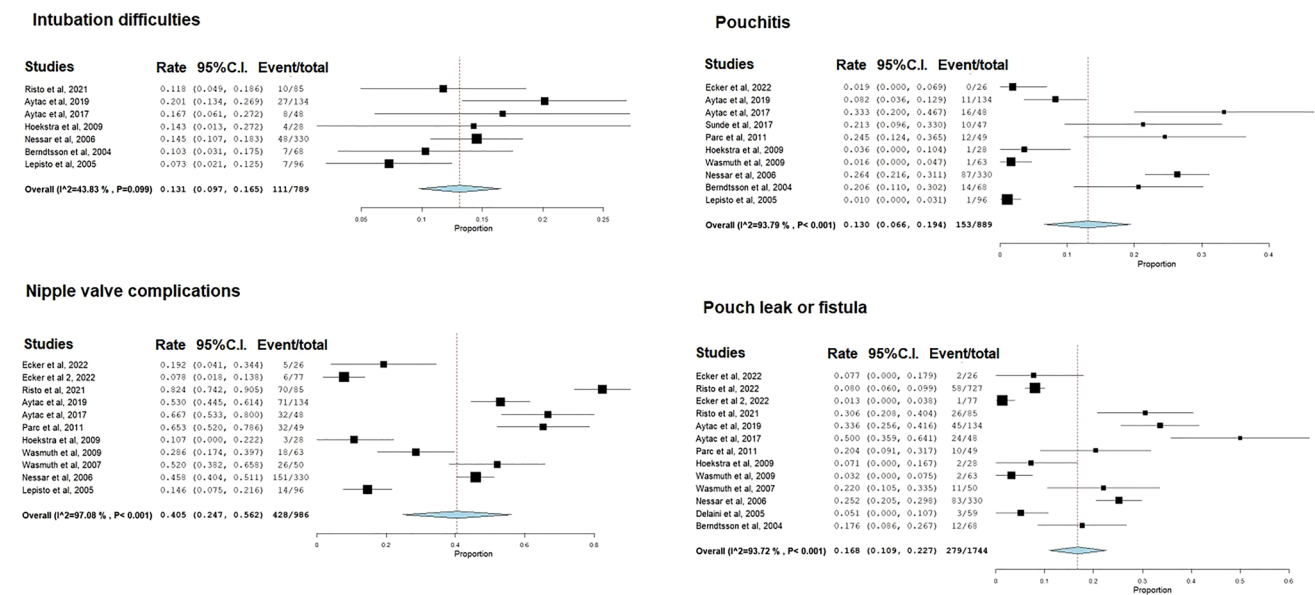 Intubation difficulties
Studies Rate 95%C.I. Event/total
Risto et al, 2021 0.118 (0.049, 0.186) 10/85
Aytac et al, 2019 0.201 (0.134, 0.269) 27/134
Aytac et al, 2017 0.167 (0.061, 0.272) 8/48
Hoekstra et al, 2009 0.143 (0.013, 0.272) 4/28
Nessar et al, 2006 0.145 (0.107, 0.183) 48/330
Berndtsson et al, 2004 0.103 (0.031, 0.175) 7/68
Lepisto et al, 2005 0.073 (0.021, 0.125) 7/96
Overall (I^2=43.83 % , P=0.099) 0.131 (0.097, 0.165) 111/789
0.05 0.1 0.15 0.2 0.25
Proportion
Pouchitis
Studies Rate 95%C.I. Event/total
Ecker et al, 2022 0.019 (0.000, 0.069) 0/26
Aytac et al, 2019 0.082 (0.036, 0.129) 11/134
Aytac et al, 2017 0.333 (0.200, 0.467) 16/48
Sunde et al, 2017 0.213 (0.096, 0.330) 10/47
Parc et al, 2011 0.245 (0.124, 0.365) 12/49
Hoekstra et al, 2009 0.036 (0.000, 0.104) 1/28
Wasmuth et al, 2009 0.016 (0.000, 0.047) 1/63
Nessar et al, 2006 0.264 (0.216, 0.311) 87/330
Berndtsson et al, 2004 0.206 (0.110, 0.302) 14/68
Lepisto et al, 2005 0.010 (0.000, 0.031) 1/96
Overall (I^2=93.79 % , P< 0.001) 0.130 (0.066, 0.194) 153/889
0 0.1 0.2 0.3 0.4
Proportion
Nipple valve complications
Studies Rate 95%C.I. Event/total
Ecker et al, 2022 0.192 (0.041, 0.344) 5/26
Ecker et al 2, 2022 0.078 (0.018, 0.138) 6/77
Risto et al, 2021 0.824 (0.742, 0.905) 70/85
Aytac et al, 2019 0.530 (0.445, 0.614) 71/134
Aytac et al, 2017 0.667 (0.533, 0.800) 32/48
Parc et al, 2011 0.653 (0.520, 0.786) 32/49
Hoekstra et al, 2009 0.107 (0.000, 0.222) 3/28
Wasmuth et al, 2009 0.286 (0.174, 0.397) 18/63
Wasmuth et al, 2007 0.520 (0.382, 0.658) 26/50
Nessar et al, 2006 0.458 (0.404, 0.511) 151/330
Lepisto et al, 2005 0.146 (0.075, 0.216) 14/96
Overall (I^2=97.08 % , P< 0.001) 0.405 (0.247, 0.562) 428/986
0 0.2 0.4 0.6 0.8
Proportion
Pouch leak or fistula
Studies Rate 95%C.I. Event/total
Ecker et al, 2022 0.077 (0.000, 0.179) 2/26
Risto et al, 2022 0.080 (0.060, 0.099) 58/727
Ecker et al 2, 2022 0.013 (0.000, 0.038) 1/77
Risto et al, 2021 0.306 (0.208, 0.404) 26/85
Aytac et al, 2019 0.336 (0.256, 0.416) 45/134
Aytac et al, 2017 0.500 (0.359, 0.641) 24/48
Parc et al, 2011 0.204 (0.091, 0.317) 10/49
Hoekstra et al, 2009 0.071 (0.000, 0.167) 2/28
Wasmuth et al, 2009 0.032 (0.000, 0.075) 2/63
Wasmuth et al, 2007 0.220 (0.105, 0.335) 11/50
Nessar et al, 2006 0.252 (0.205, 0.298) 83/330
Delaini et al, 2005 0.051 (0.000, 0.107) 3/59
Berndtsson et al, 2004 0.176 (0.086, 0.267) 12/68
Overall (I^2=93.72 % , P< 0.001) 0.168 (0.109, 0.227) 279/1744
0 0.1 0.2 0.3 0.4 0.5 0.6
Proportion